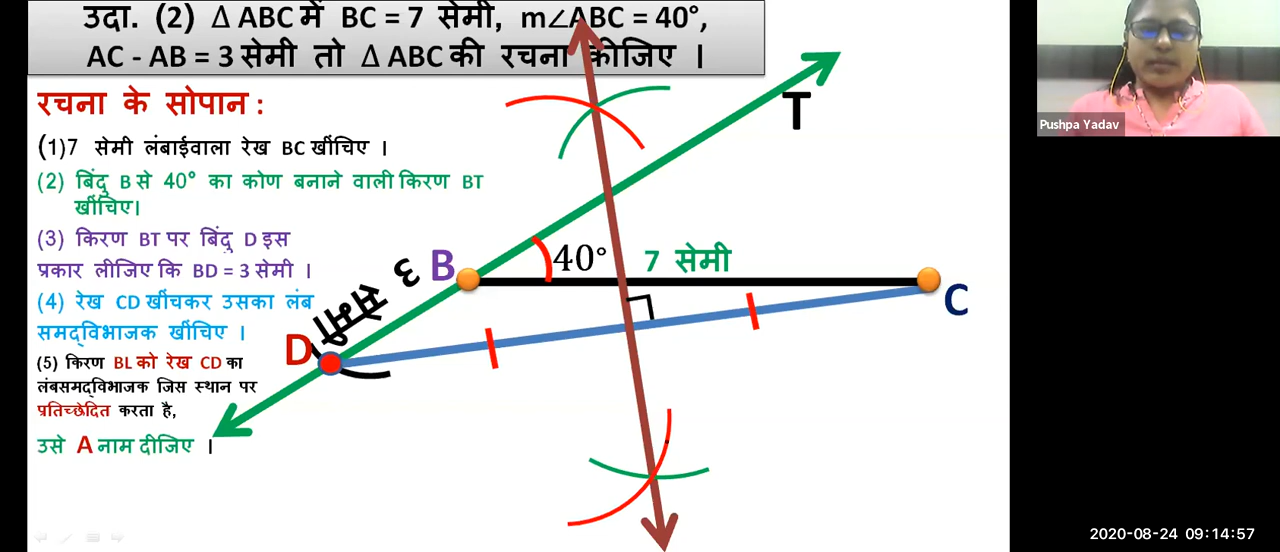 उदा. (2) Δ ABC में BC = 7 सेमी, m∠ABC = 40°,
AC - AB = 3 सेमी तो Δ ABC की रचना कीजिए ।
रचना के सोपान :
(1)7 सेमी लंबाईवाला रेख BC खींचिए ।
(2) बिंदु B से 40° का कोण बनाने वाली किरण BT
खींचिए।
(3) किरण BT पर बिंदु D इस
प्रकार लीजिए कि BD = 3 सेमी ।
(4) रेख CD खींचकर उसका लंब
समद्विभाजक खींचिए ।
(5) किरण BL को रेख CD का
लंबसमद्विभाजक जिस स्थान पर
प्रतिच्छेदित करता है,
उसे A नाम दीजिए ।
T
B
40°
7 सेमी
C
3 सेमी
D
Pushpa Yadav
2020-08-24 09:14:57